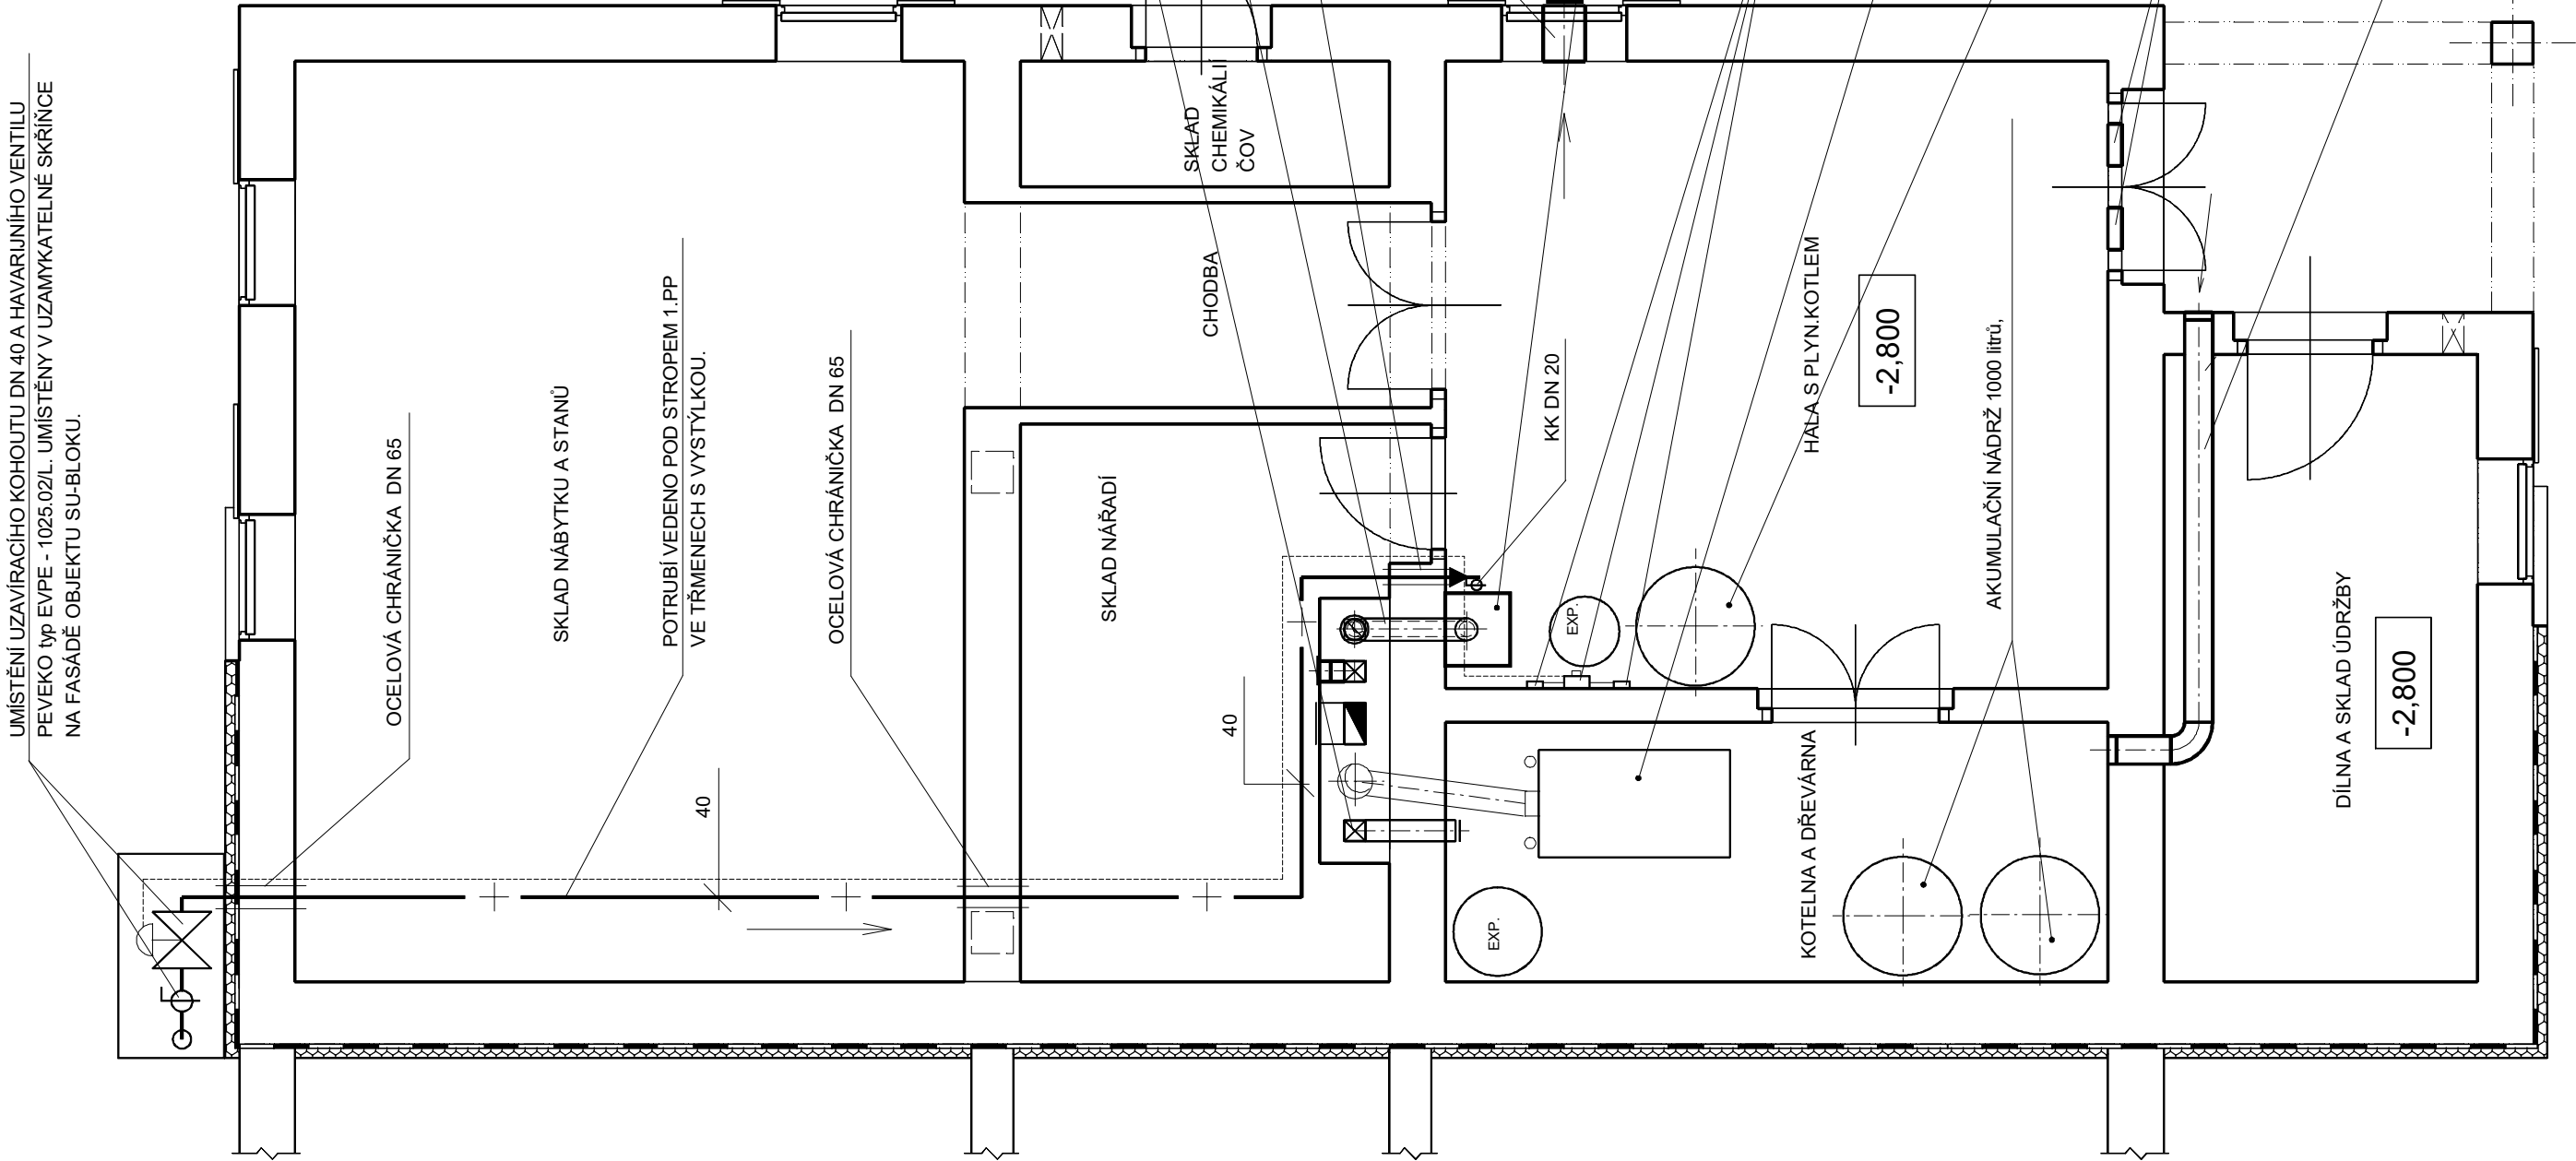 UMÍSTĚNÍ UZAVÍRACÍHO KOHOUTU DN 40 A HAVARIJNÍHO VENTILU
PEVEKO typ EVPE - 1025.02/L. UMÍSTĚNY V UZAMYKATELNÉ SKŘÍŇCE
NA FASÁDĚ OBJEKTU SU-BLOKU.
OCELOVÁ CHRÁNIČKA DN 65
SKLAD NÁBYTKU A STANŮ
POTRUBÍ VEDENO POD STROPEM 1.PP
VE TŘMENECH S VYSTÝLKOU.
40
OCELOVÁ CHRÁNIČKA DN 65
SKLAD NÁŘADÍ
SKLAD
CHEMIKÁLIÍ
ČOV
CHODBA
40
KK DN 20
EXP.
EXP.
HALA S PLYN.KOTLEM
-2,800
KOTELNA A DŘEVÁRNA
AKUMULAČNÍ NÁDRŽ 1000 litrů,
DÍLNA A SKLAD ÚDRŽBY
-2,800